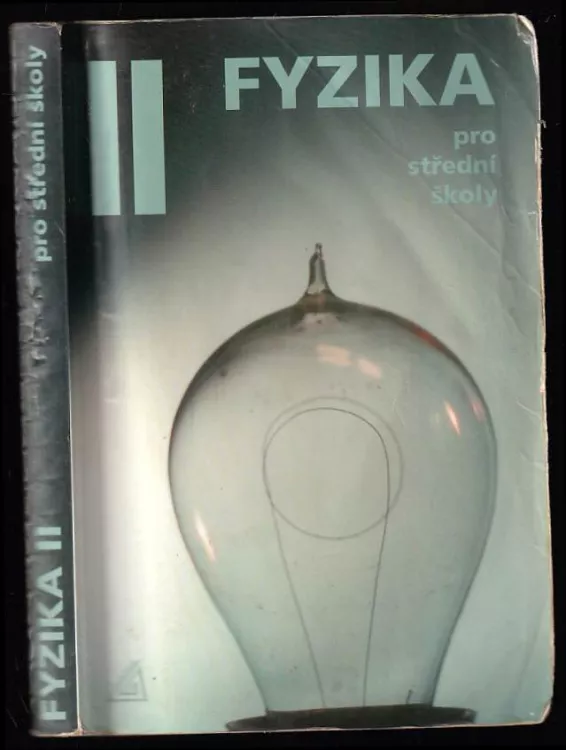 II
FYZIKA
pro
střední
školy
pro střední školy
FYZIKA II